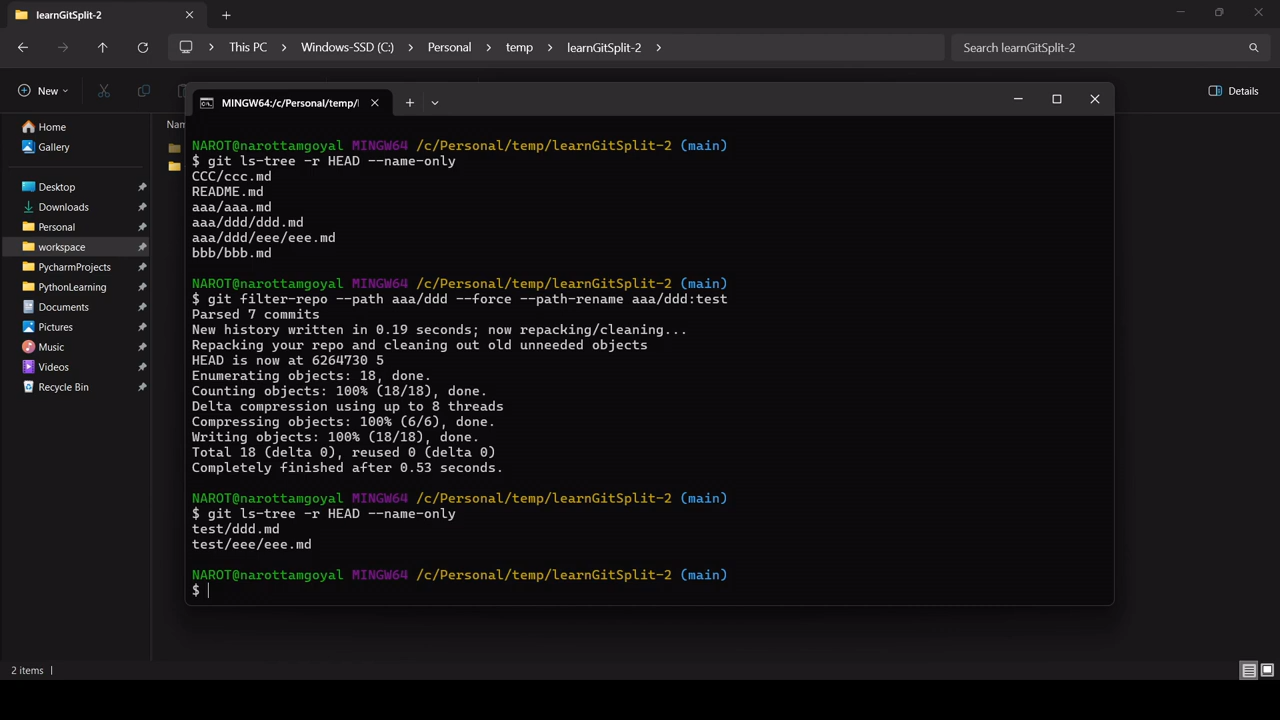 learnGitSplit-2
This PC > Windows-SSD (C:) > Personal > temp > learnGitSplit-2 >
Search learnGitSplit-2
New
Details
Home
Gallery
Desktop
Downloads
Personal
workspace
PycharmProjects
PythonLearning
Documents
Pictures
Music
Videos
Recycle Bin
MINGW64:/c/Personal/temp/
NAROT@narottamgoyal MINGW64 /c/Personal/temp/learnGitSplit-2 (main)
$ git ls-tree -r HEAD --name-only
CCC/ccc.md
README.md
aaa/aaa.md
aaa/ddd/ddd.md
aaa/ddd/eee/eee.md
bbb/bbb.md
NAROT@narottamgoyal MINGW64 /c/Personal/temp/learnGitSplit-2 (main)
$ git filter-repo --path aaa/ddd --force --path-rename aaa/ddd:test
Parsed 7 commits
New history written in 0.19 seconds; now repacking/cleaning...
Repacking your repo and cleaning out old unneeded objects
HEAD is now at 6264730 5
Enumerating objects: 18, done.
Counting objects: 100% (18/18), done.
Delta compression using up to 8 threads
Compressing objects: 100% (6/6), done.
Writing objects: 100% (18/18), done.
Total 18 (delta 0), reused 0 (delta 0)
Completely finished after 0.53 seconds.
NAROT@narottamgoyal MINGW64 /c/Personal/temp/learnGitSplit-2 (main)
$ git ls-tree -r HEAD --name-only
test/ddd.md
test/eee/eee.md
NAROT@narottamgoyal MINGW64 /c/Personal/temp/learnGitSplit-2 (main)
$
2 items